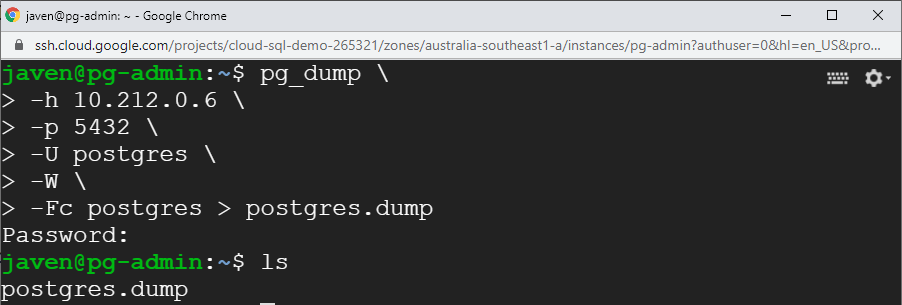 javen@pg-admin: ~ - Google Chrome
ssh.cloud.google.com/projects/cloud-sql-demo-265321/zones/australia-southeast1-a/instances/pg-admin?authuser=0&hl=en_US&pro...
javen@pg-admin:~$ pg_dump \
> -h 10.212.0.6 \
> -p 5432 \
> -U postgres \
> -W \
> -Fc postgres > postgres.dump
Password:
javen@pg-admin:~$ ls
postgres.dump